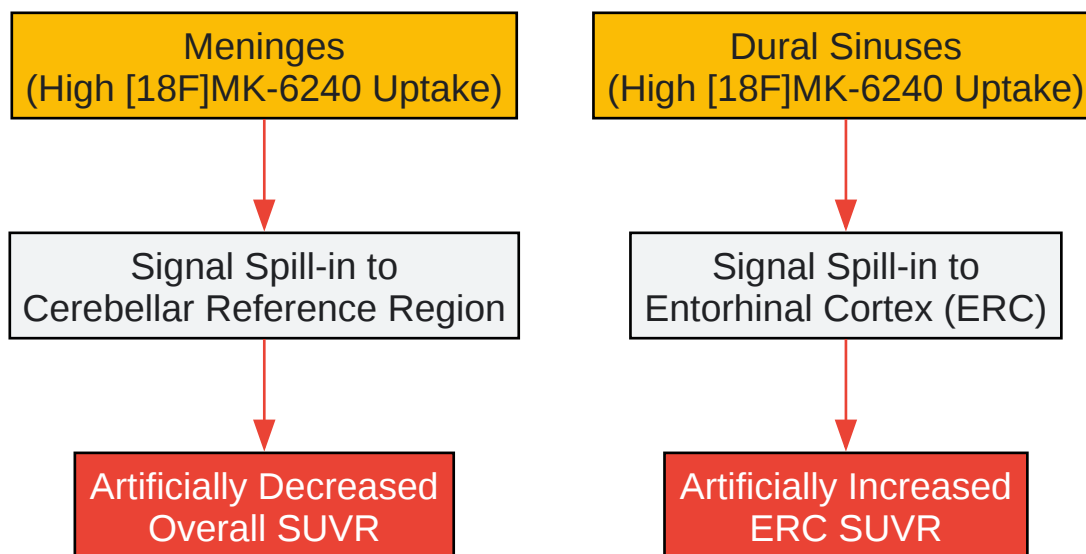 Meninges
(High [18F]MK-6240 Uptake)
Signal Spill-in to
Cerebellar Reference Region
Artificially Decreased
Overall SUVR
Dural Sinuses
(High [18F]MK-6240 Uptake)
Signal Spill-in to
Entorhinal Cortex (ERC)
Artificially Increased
ERC SUVR